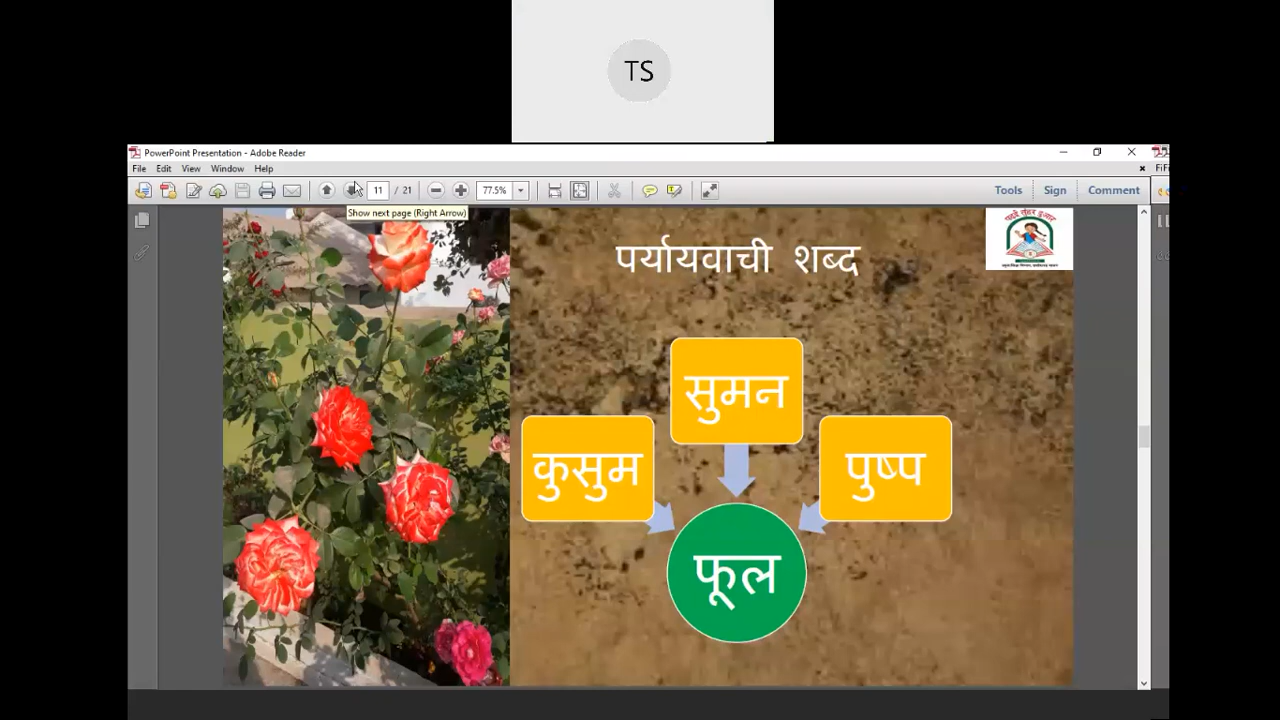 TS
PowerPoint Presentation - Adobe Reader
File Edit View Window Help
11 / 21 77.5% Tools Sign Comment
Show next page (Right Arrow)
पर्यायवाची शब्द
सुमन
कुसुम
पुष्प
फूल